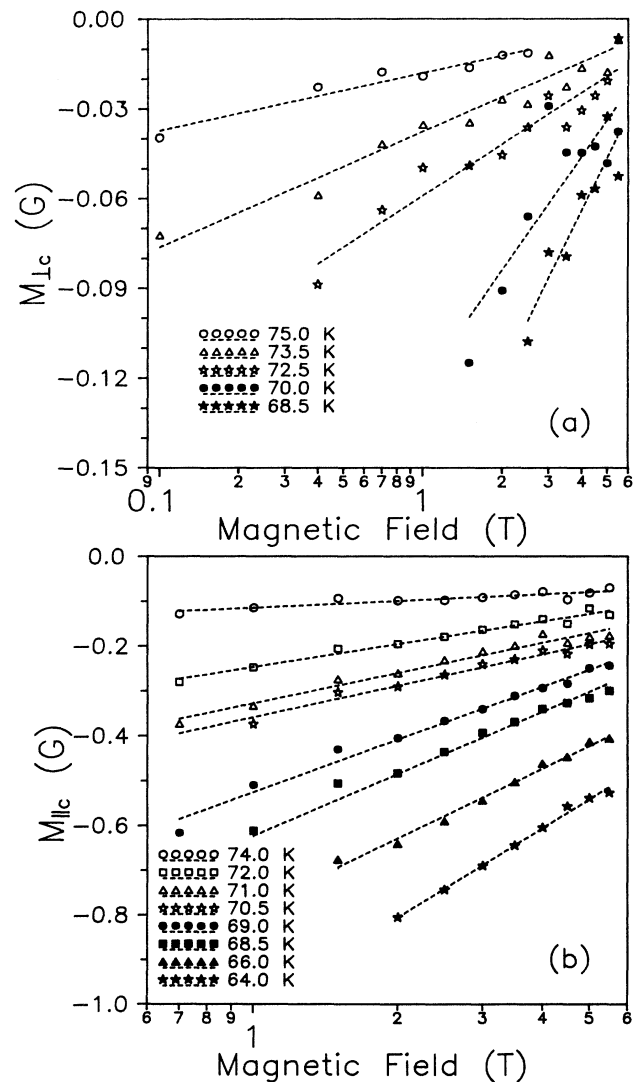 0.00
−0.03
−0.06
−0.09
−0.12
−0.15
M⊥c (G)
75.0 K
73.5 K
72.5 K
70.0 K
68.5 K
(a)
9 2 3 4 5 6 7 8 9 2 3 4 5 6
0.1 1
Magnetic Field (T)
0.0
−0.2
−0.4
−0.6
−0.8
−1.0
M||c (G)
74.0 K
72.0 K
71.0 K
70.5 K
69.0 K
68.5 K
66.0 K
64.0 K
(b)
6 7 8 9 2 3 4 5 6
1
Magnetic Field (T)